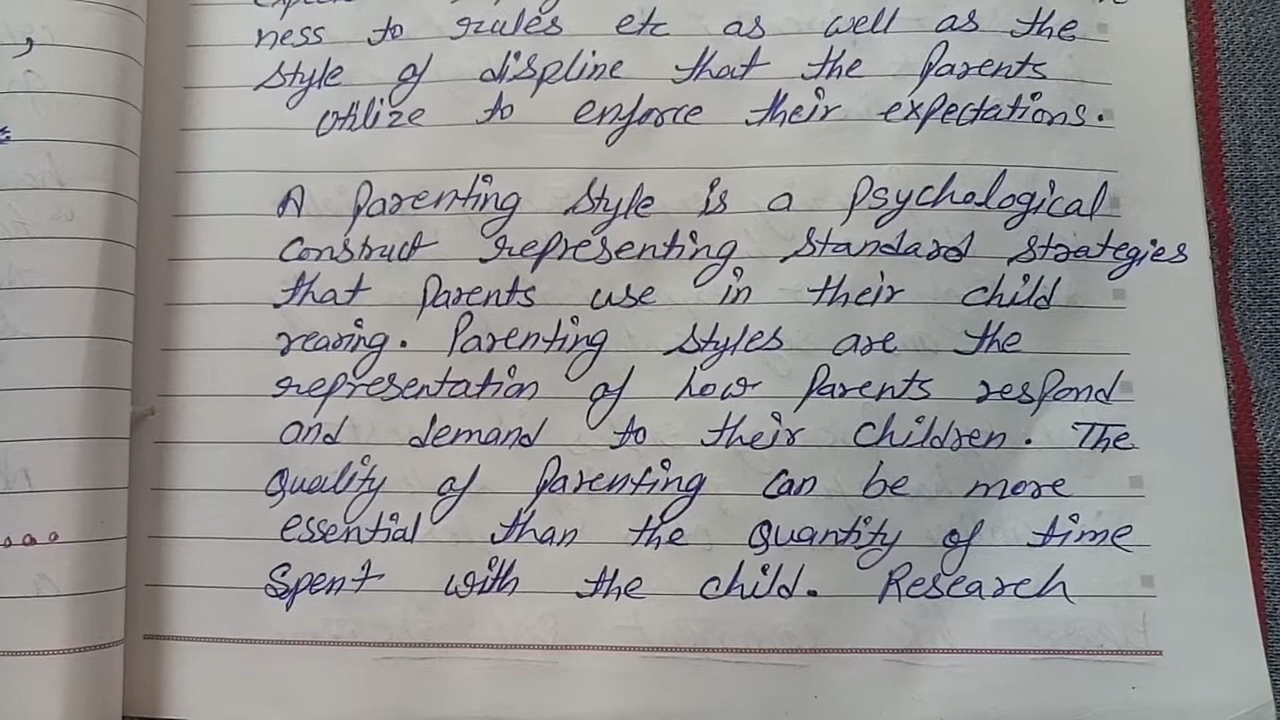 ness to rules etc as well as the
style of displine that the Parents
utilize to enforce their expectations.
A Parenting Style is a Psychological
Construct representing Standard Strategies
that Parents use in their child
rearing. Parenting Styles are the
representation of how Parents respond
and demand to their children. The
Quality of Parenting can be more
essential than the Quantity of time
Spent with the child. Research